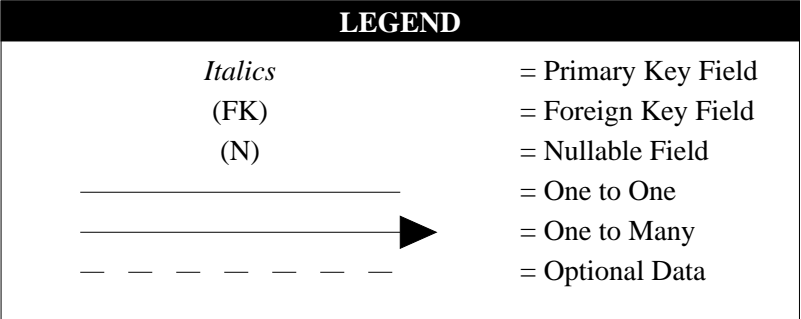 LEGEND
Italics = Primary Key Field
(FK) = Foreign Key Field
(N) = Nullable Field
= One to One
= One to Many
= Optional Data